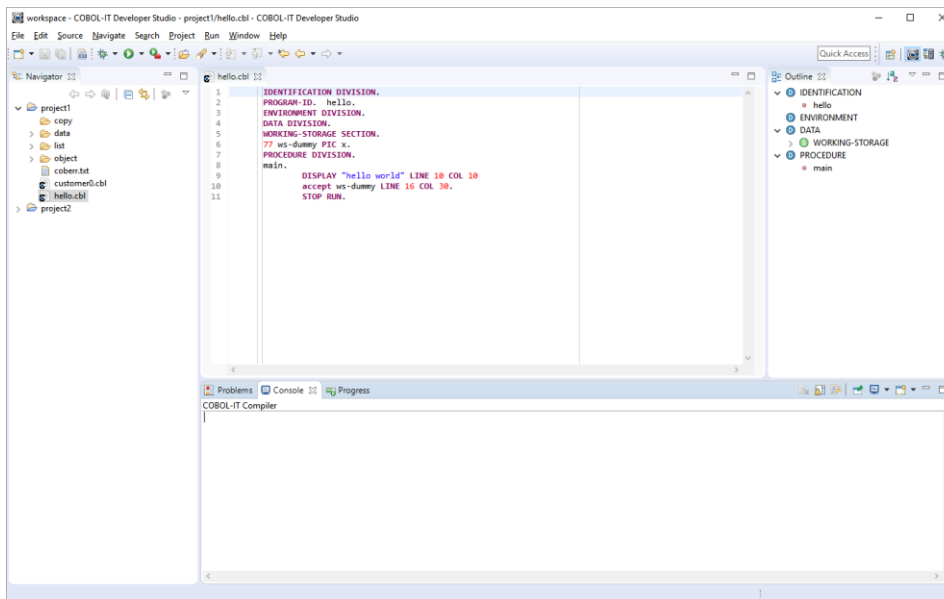 workspace - COBOL-IT Developer Studio - project1/hello.cbl - COBOL-IT Developer Studio
File Edit Source Navigate Search Project Run Window Help
Quick Access
Navigator
project1
copy
data
list
object
coberr.txt
customer0.cbl
hello.cbl
project2
hello.cbl
1 IDENTIFICATION DIVISION.
2 PROGRAM-ID. hello.
3 ENVIRONMENT DIVISION.
4 DATA DIVISION.
5 WORKING-STORAGE SECTION.
6 77 ws-dummy PIC x.
7 PROCEDURE DIVISION.
8 main.
9 DISPLAY "hello world" LINE 10 COL 10
10 accept ws-dummy LINE 16 COL 30.
11 STOP RUN.
Outline
IDENTIFICATION
hello
ENVIRONMENT
DATA
WORKING-STORAGE
PROCEDURE
main
Problems Console Progress
COBOL-IT Compiler